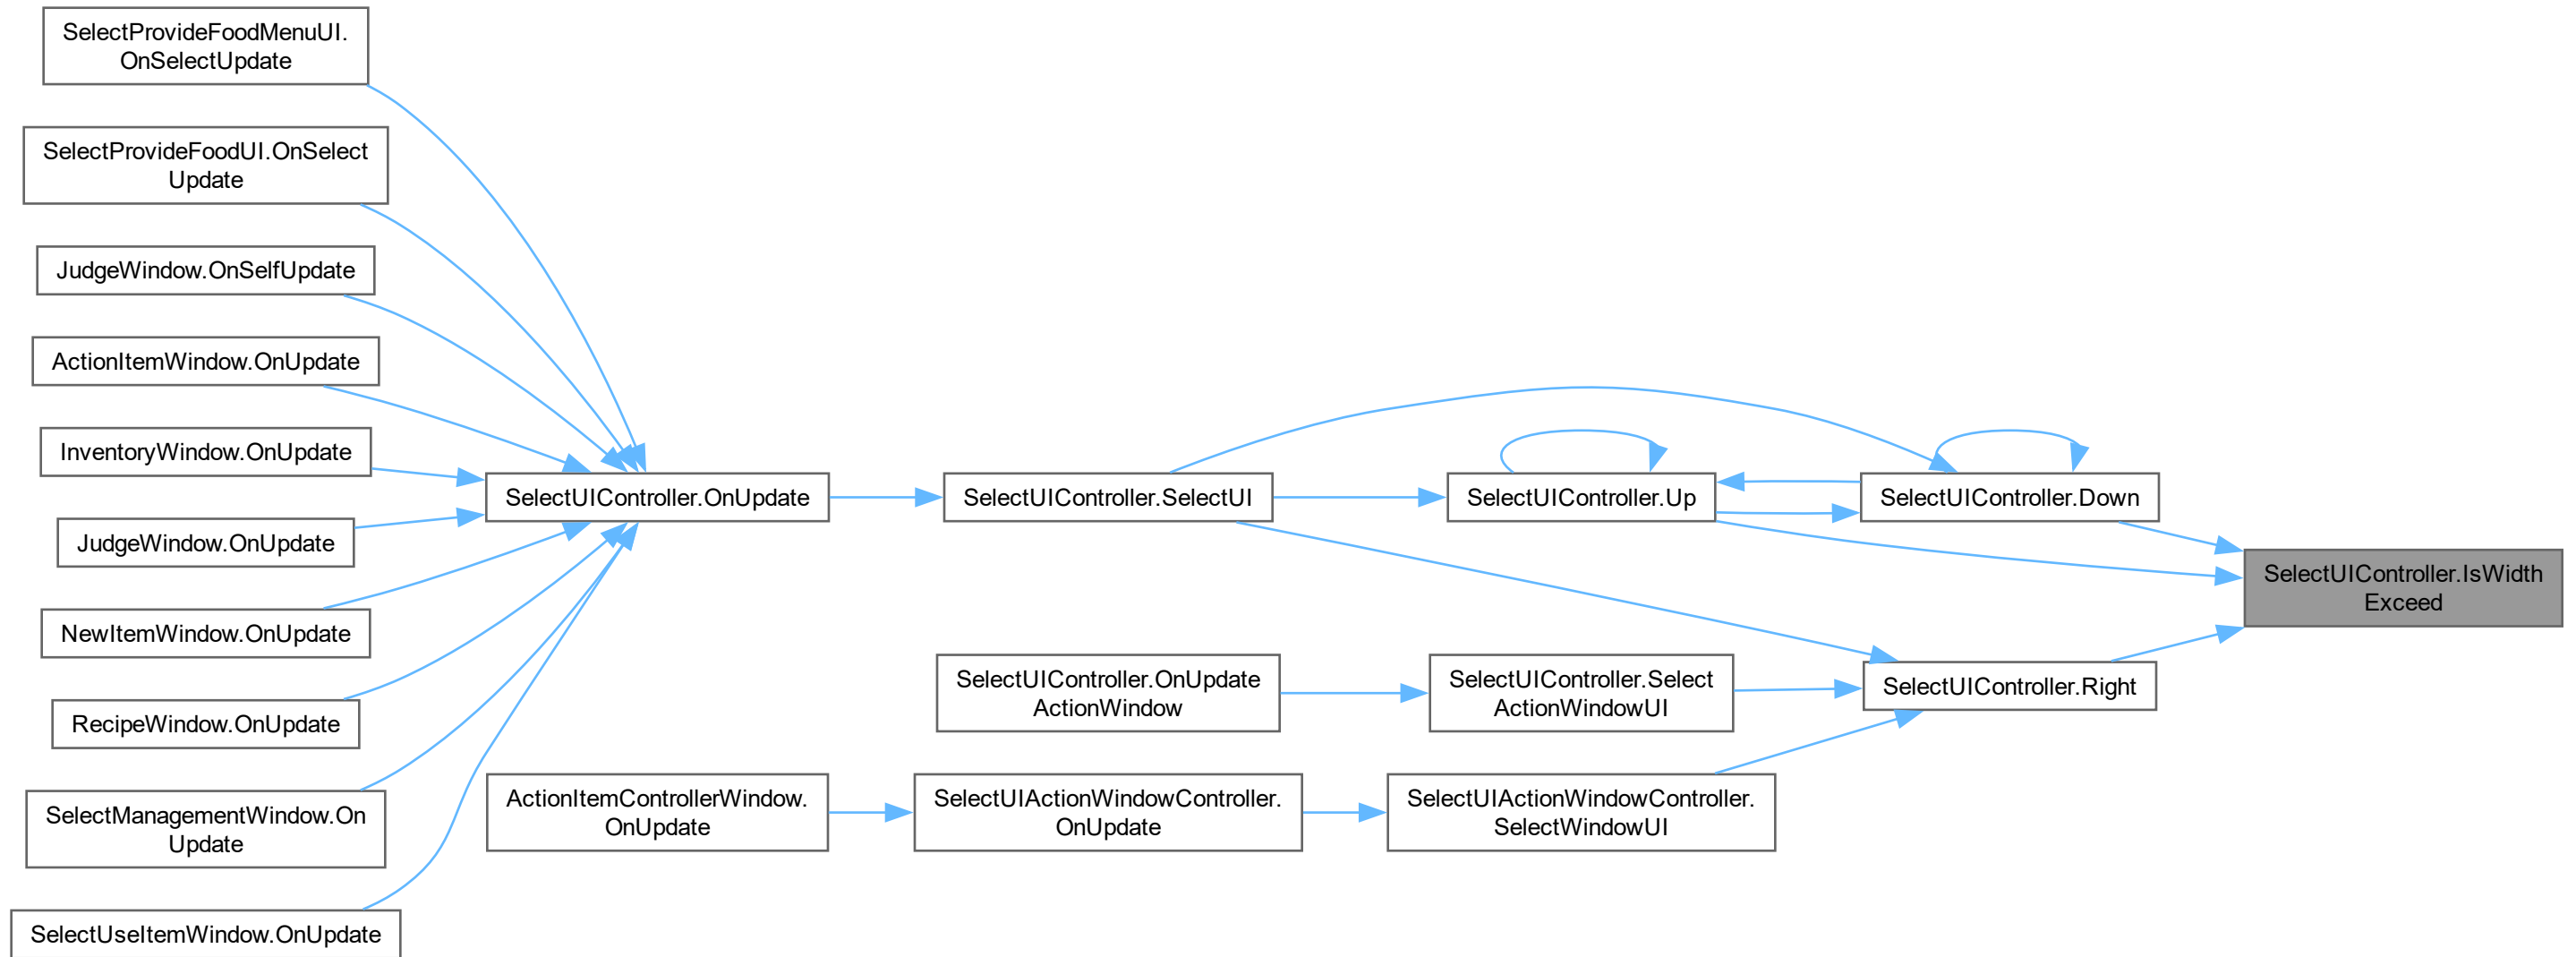 SelectProvideFoodMenuUI.
OnSelectUpdate
SelectProvideFoodUI.OnSelect
Update
JudgeWindow.OnSelfUpdate
ActionItemWindow.OnUpdate
InventoryWindow.OnUpdate
JudgeWindow.OnUpdate
NewItemWindow.OnUpdate
RecipeWindow.OnUpdate
SelectManagementWindow.On
Update
SelectUseItemWindow.OnUpdate
SelectUIController.OnUpdate
ActionItemControllerWindow.
OnUpdate
SelectUIController.SelectUI
SelectUIController.OnUpdate
ActionWindow
SelectUIActionWindowController.
OnUpdate
SelectUIController.Up
SelectUIController.Select
ActionWindowUI
SelectUIActionWindowController.
SelectWindowUI
SelectUIController.Down
SelectUIController.Right
SelectUIController.IsWidth
Exceed